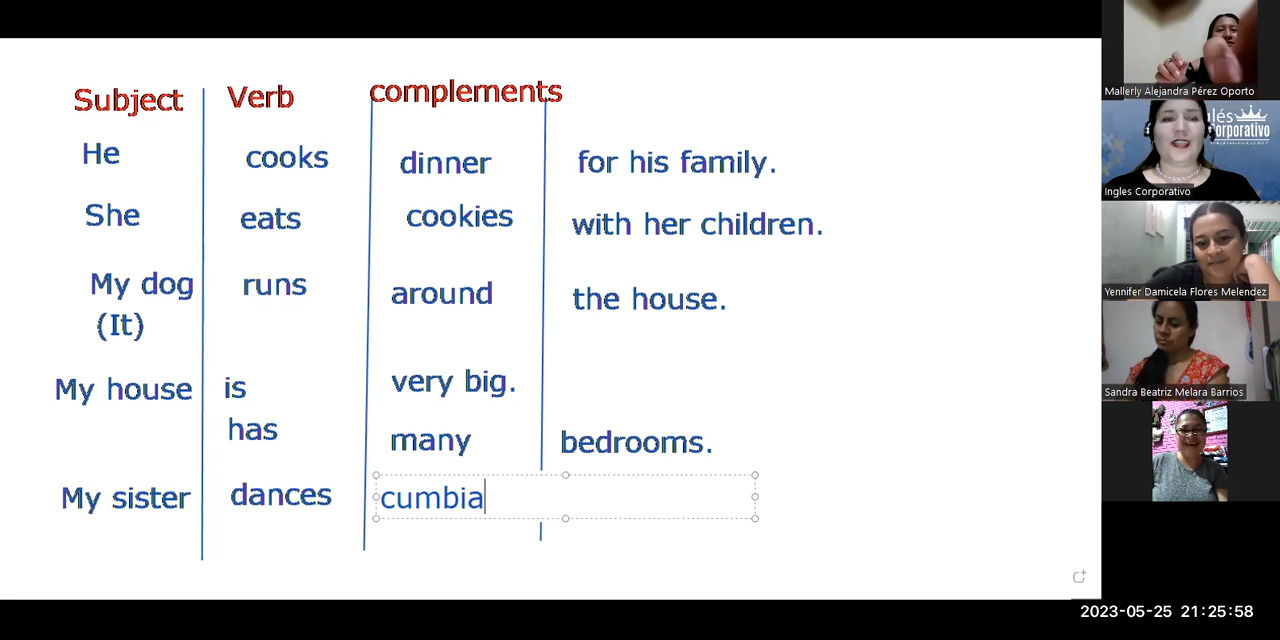 Subject Verb complements
He cooks dinner for his family.
She eats cookies with her children.
My dog runs around the house.
(It)
My house is very big.
has many bedrooms.
My sister dances cumbia
Mallerly Alejandra Pérez Oporto
lés
orporativo
Ingles Corporativo
Yennifer Damicela Flores Melendez
Sandra Beatriz Melara Barrios
2023-05-25 21:25:58